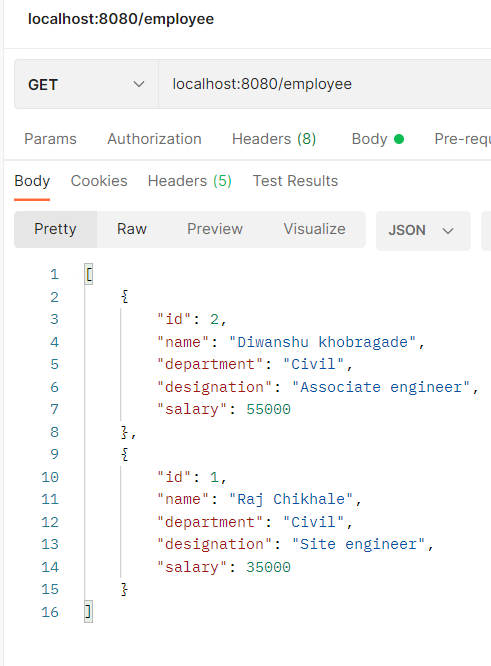 localhost:8080/employee
GET localhost:8080/employee
Params Authorization Headers (8) Body Pre-requ
Body Cookies Headers (5) Test Results
Pretty Raw Preview Visualize JSON
1 [
2 {
3 "id": 2,
4 "name": "Diwanshu khobragade",
5 "department": "Civil",
6 "designation": "Associate engineer",
7 "salary": 55000
8 },
9 {
10 "id": 1,
11 "name": "Raj Chikhale",
12 "department": "Civil",
13 "designation": "Site engineer",
14 "salary": 35000
15 }
16 ]